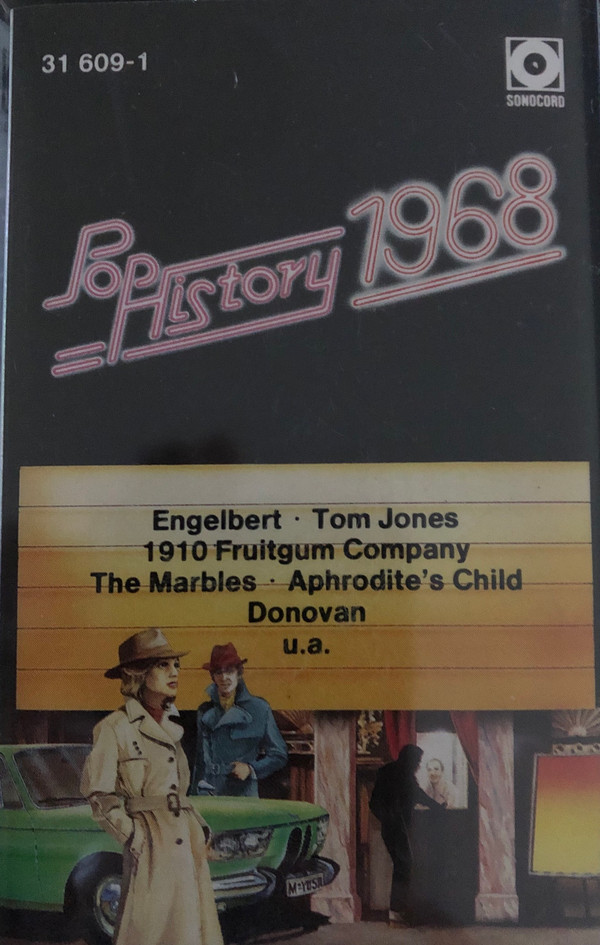 31 609-1
SONOCORD
Pop History 1968
Engelbert · Tom Jones
1910 Fruitgum Company
The Marbles · Aphrodite's Child
Donovan
u.a.